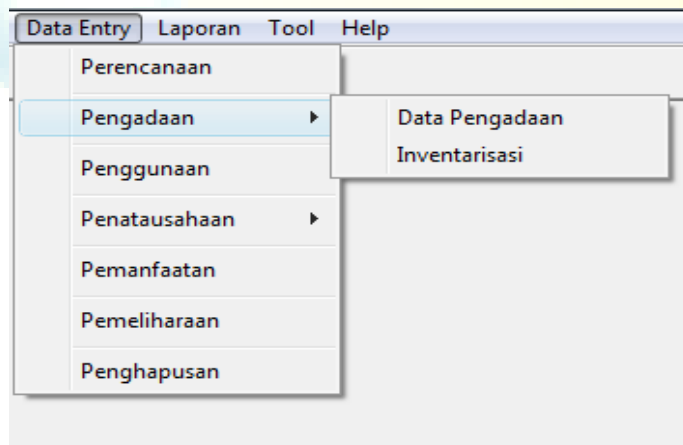 Data Entry Laporan Tool Help
Perencanaan
Pengadaan
Data Pengadaan
Inventarisasi
Penggunaan
Penatausahaan
Pemanfaatan
Pemeliharaan
Penghapusan